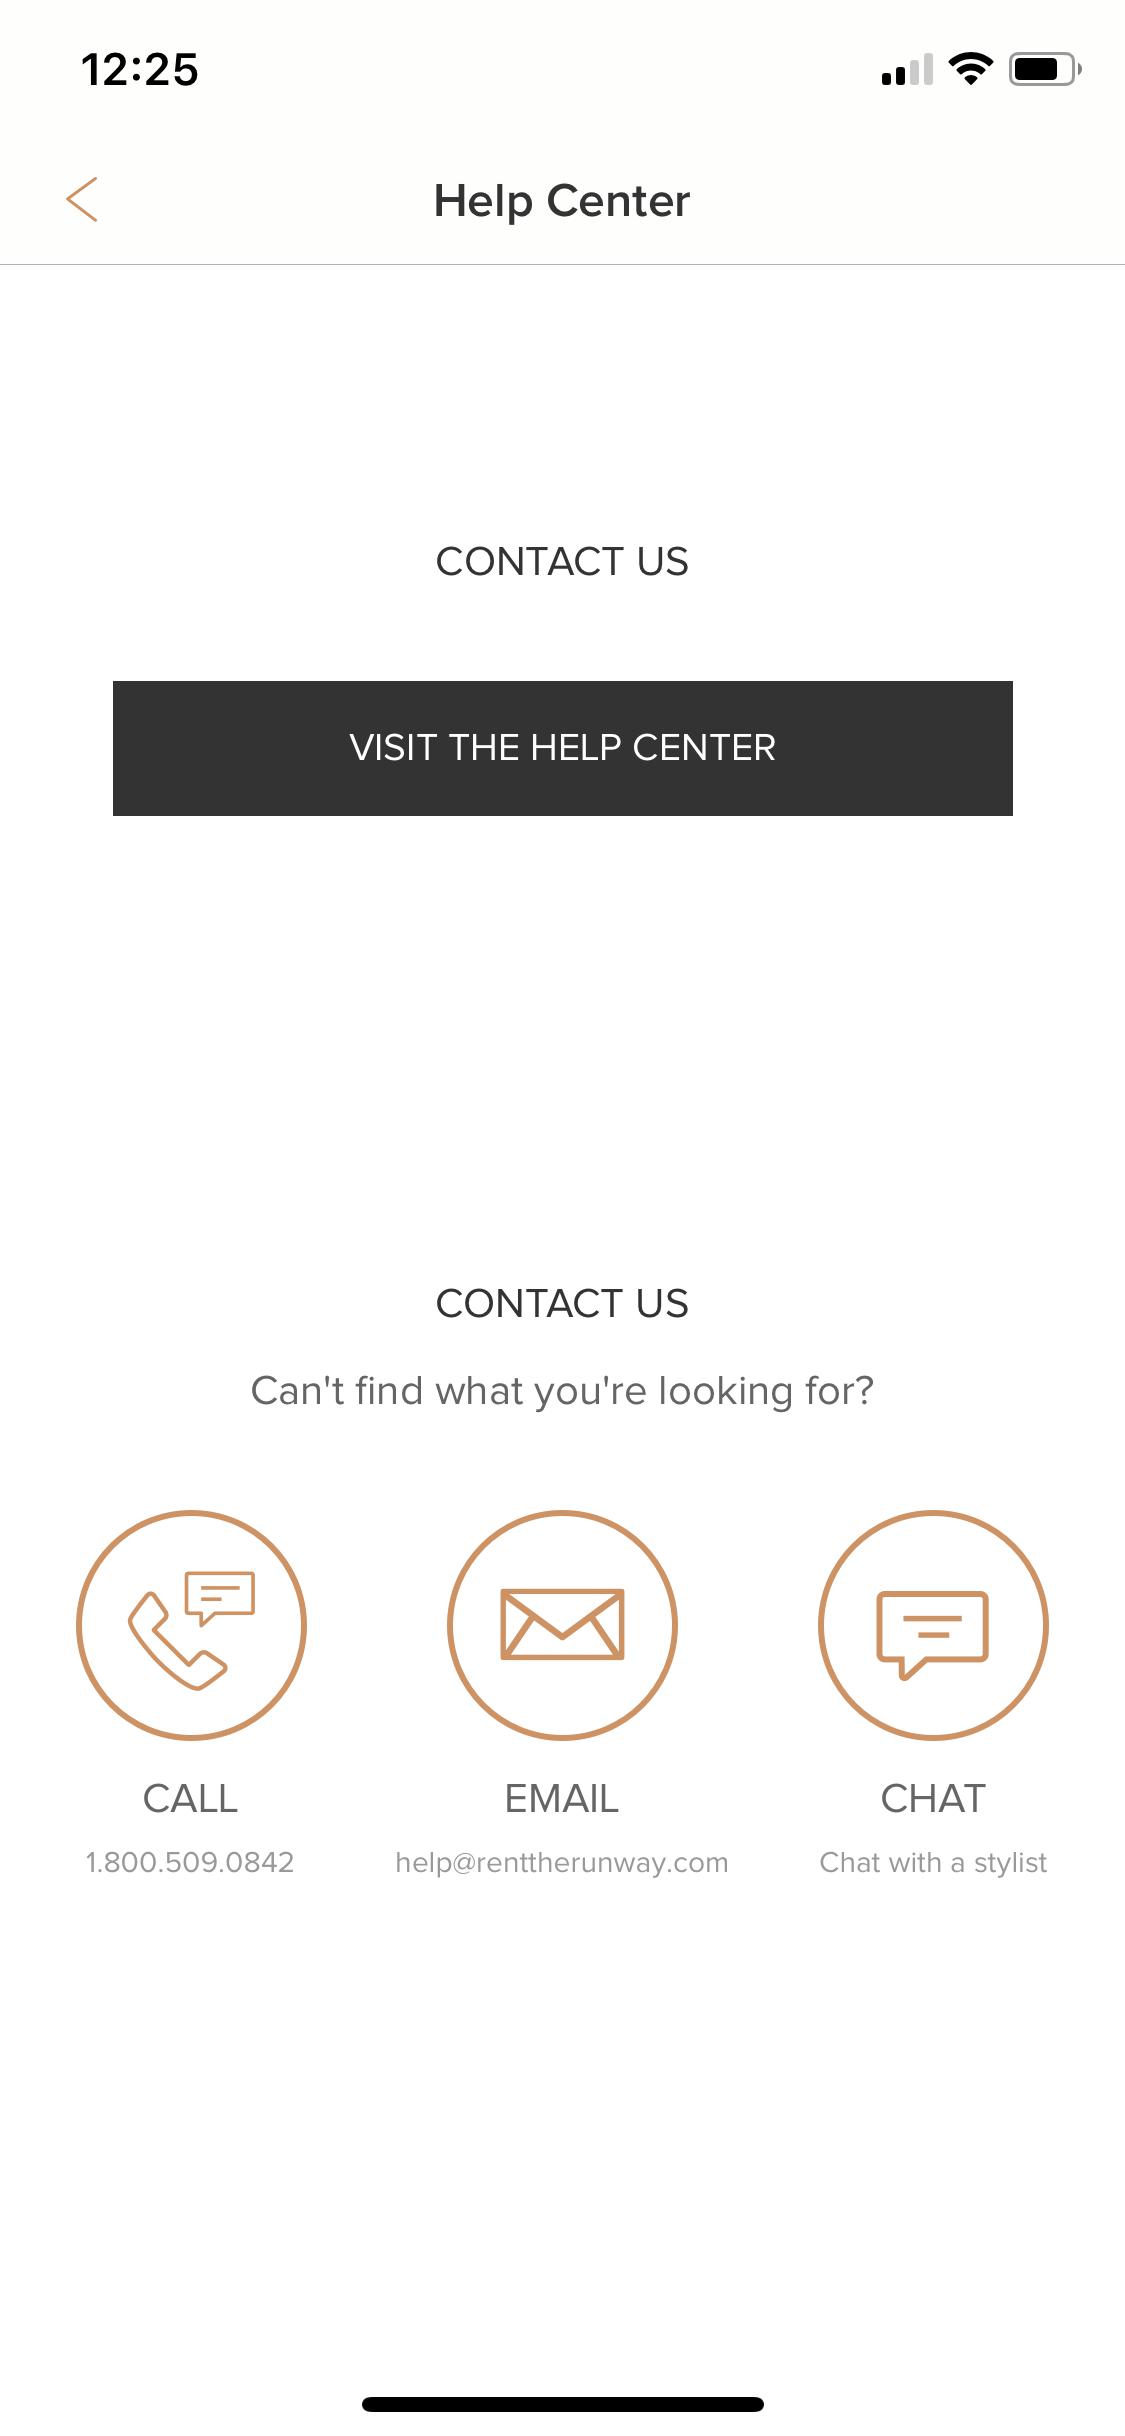 12:25
Help Center
CONTACT US
VISIT THE HELP CENTER
CONTACT US
Can't find what you're looking for?
CALL EMAIL CHAT
1.800.509.0842 help@renttherunway.com Chat with a stylist